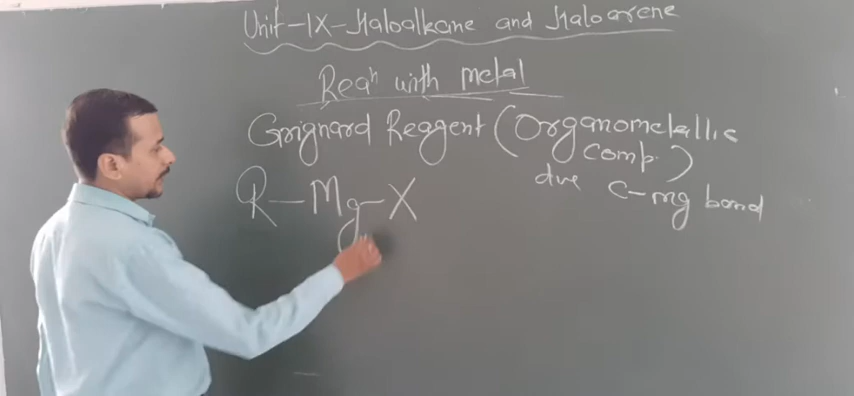 Unit-IX-Haloalkane and Haloarene
Reaⁿ with metal
Grignard Reagent (Organometallic
comp.)
due C-mg bond
R-Mg-X